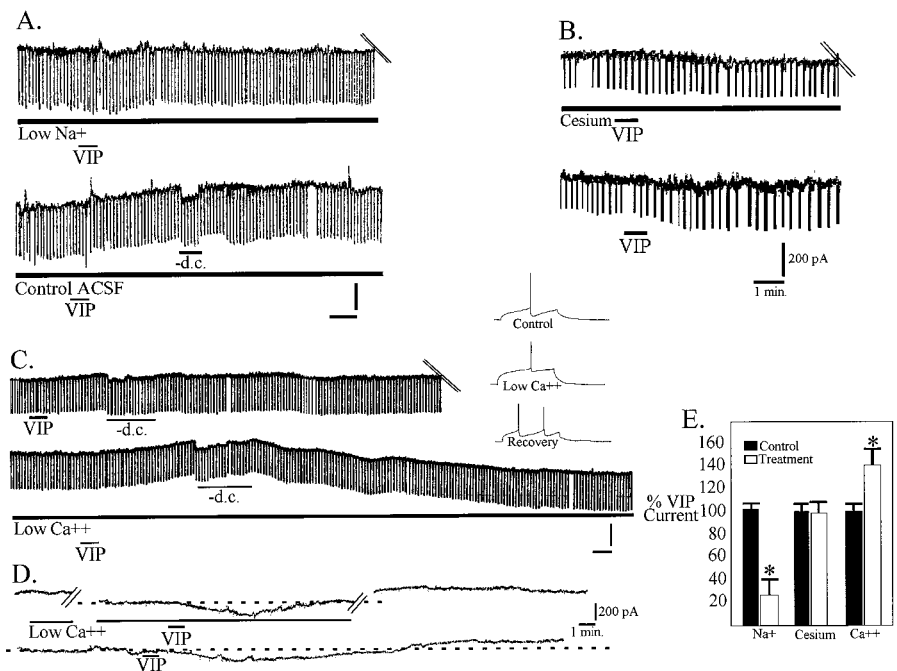 A.
Low Na+
VIP
-d.c.
Control ACSF
VIP
B.
Cesium
VIP
VIP
200 pA
1 min.
C.
VIP
-d.c.
-d.c.
Low Ca++
VIP
Control
Low Ca++
Recovery
D.
Low Ca++
VIP
VIP
200 pA
1 min.
E.
% VIP
Current
160
140
120
100
80
60
40
20
Control
Treatment
*
*
Na+
Cesium
Ca++